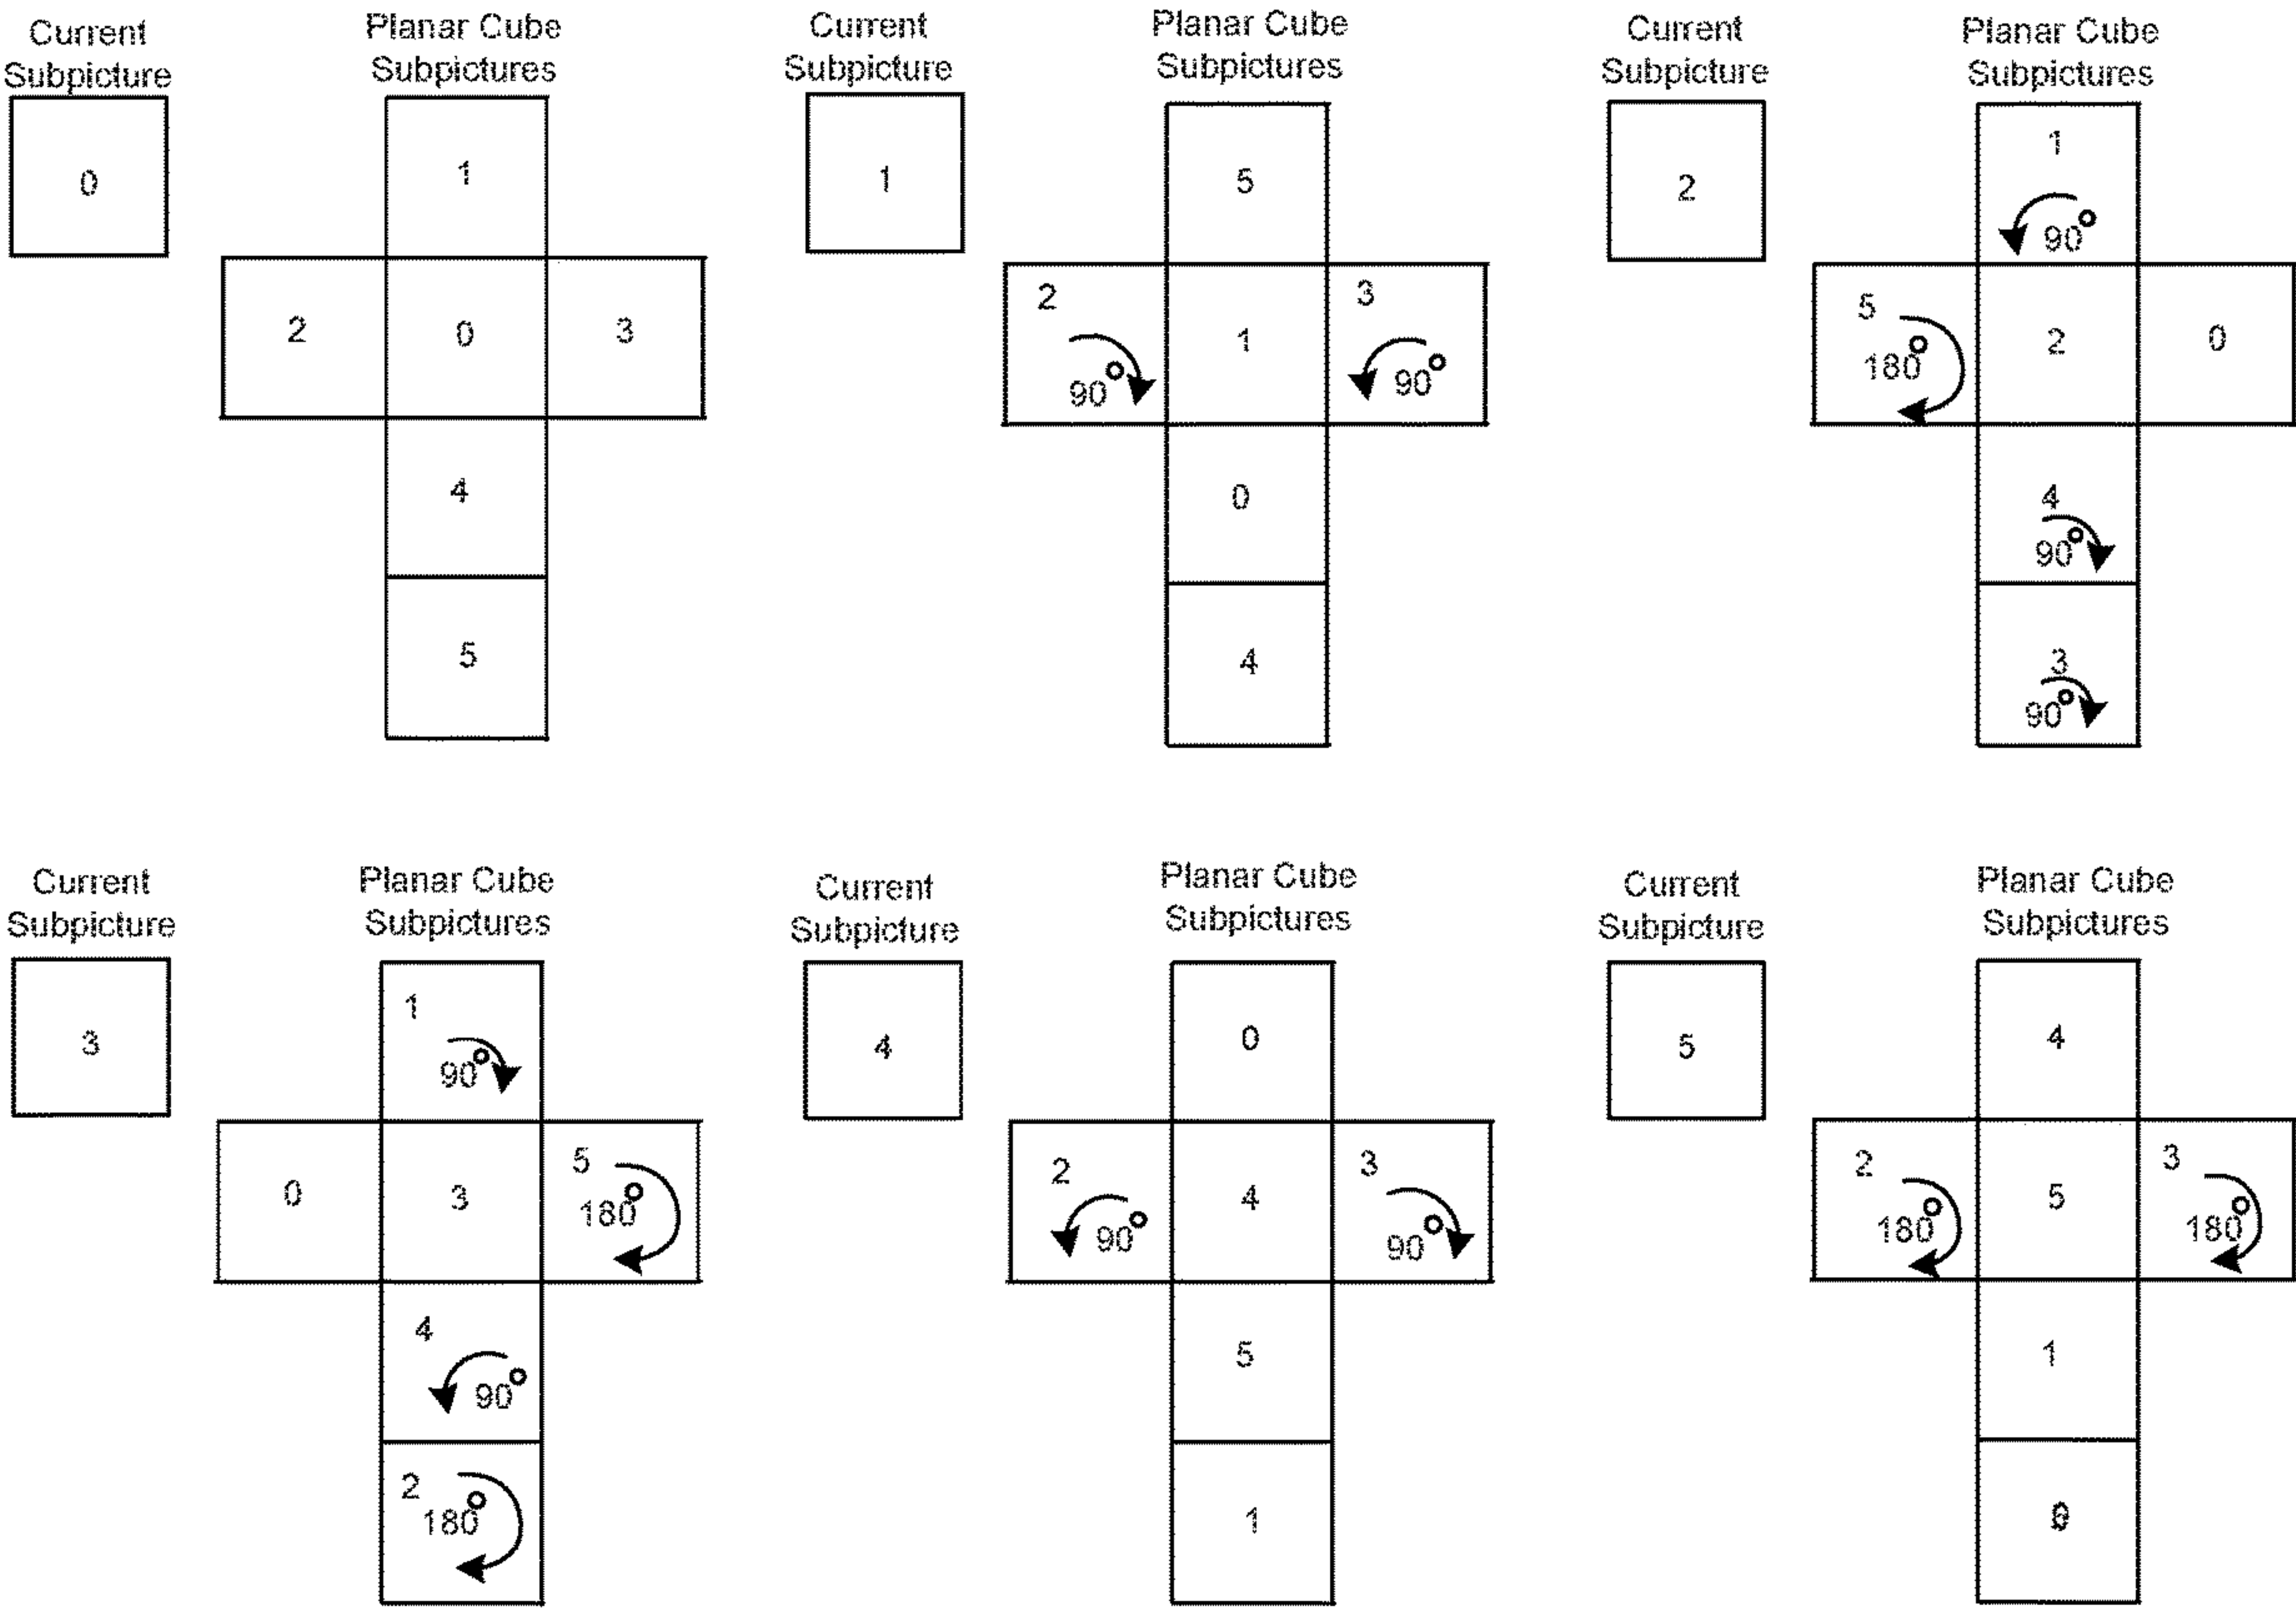 Current
Subpicture
0
Planar Cube
Subpictures
1
2 0 3
4
5
Current
Subpicture
1
Planar Cube
Subpictures
5
2 90° 1 3 90°
0
4
Current
Subpicture
2
Planar Cube
Subpictures
1
90°
5 180° 2 0
4
90°
3
90°
Current
Subpicture
3
Planar Cube
Subpictures
1
90°
0 3 5 180°
4
90°
2
180°
Current
Subpicture
4
Planar Cube
Subpictures
0
2 90° 4 3 90°
5
1
Current
Subpicture
5
Planar Cube
Subpictures
4
2 180° 5 3 180°
1